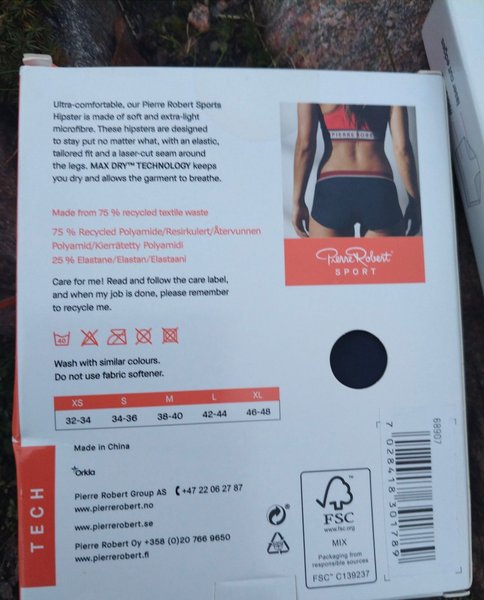 Ultra-comfortable, our Pierre Robert Sports
Hipster is made of soft and extra-light
microfibre. These hipsters are designed
to stay put no matter what, with an elastic,
tailored fit and a laser-cut seam around
the legs. MAX DRY™ TECHNOLOGY keeps
you dry and allows the garment to breathe.
Made from 75 % recycled textile waste
75 % Recycled Polyamide/Resirkulert/Återvunnen
Polyamid/Kierrätetty Polyamidi
25 % Elastane/Elastan/Elastaani
Care for me! Read and follow the care label,
and when my job is done, please remember
to recycle me.
40
Wash with similar colours.
Do not use fabric softener.
XS S M L XL
32-34 34-36 38-40 42-44 46-48
Made in China
Orkla
Pierre Robert Group AS +47 22 06 27 87
www.pierrerobert.no
www.pierrerobert.se
Pierre Robert Oy +358 (0)20 766 9650
www.pierrerobert.fi
TECH
PIERRE ROBE
Pierre Robert®
SPORT
FSC
www.fsc.org
MIX
Packaging from
responsible sources
FSC™ C139237
68907
7 028418 301789